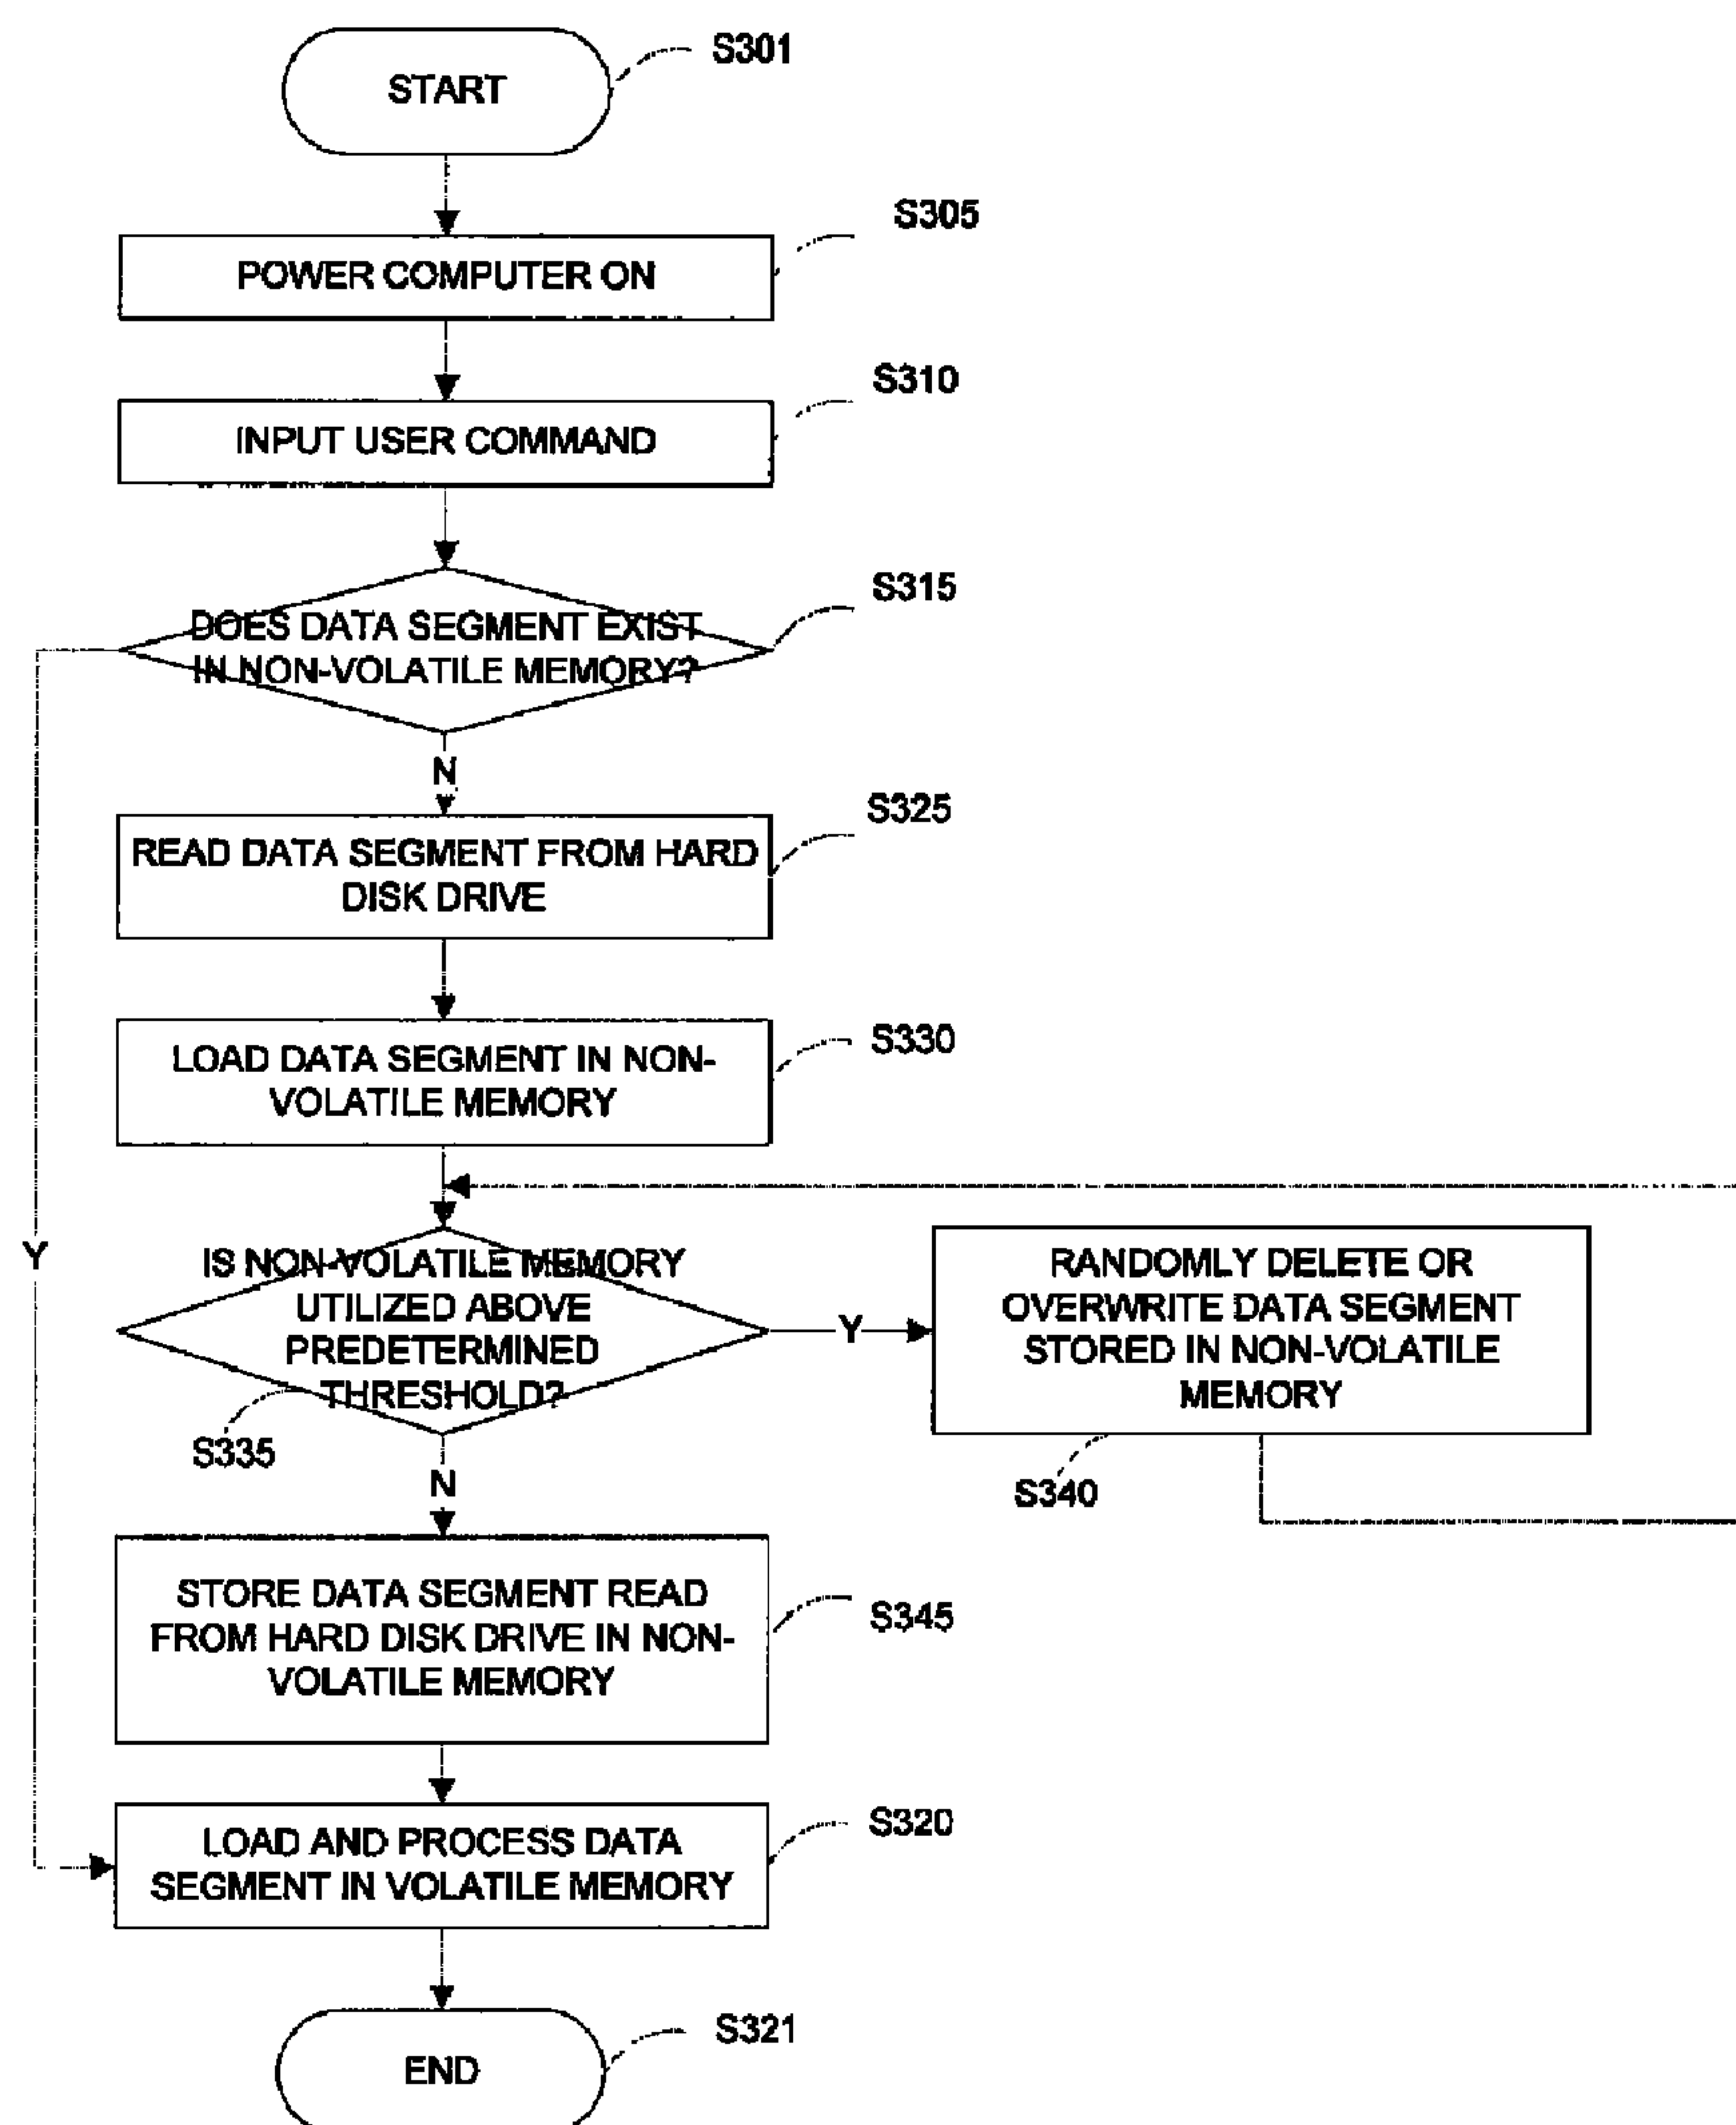 START
S301
POWER COMPUTER ON
S305
INPUT USER COMMAND
S310
DOES DATA SEGMENT EXIST
IN NON-VOLATILE MEMORY?
S315
N
READ DATA SEGMENT FROM HARD
DISK DRIVE
S325
LOAD DATA SEGMENT IN NON-
VOLATILE MEMORY
S330
Y
IS NON-VOLATILE MEMORY
UTILIZED ABOVE
PREDETERMINED
THRESHOLD?
S335
Y
RANDOMLY DELETE OR
OVERWRITE DATA SEGMENT
STORED IN NON-VOLATILE
MEMORY
S340
N
STORE DATA SEGMENT READ
FROM HARD DISK DRIVE IN NON-
VOLATILE MEMORY
S345
LOAD AND PROCESS DATA
SEGMENT IN VOLATILE MEMORY
S320
END
S321